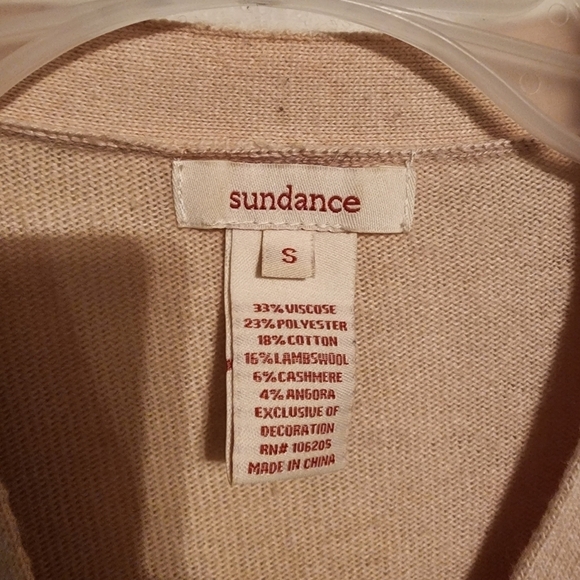 sundance
S
33% VISCOSE
23% POLYESTER
18% COTTON
16% LAMBSWOOL
6% CASHMERE
4% ANGORA
EXCLUSIVE OF
DECORATION
RN# 106205
MADE IN CHINA